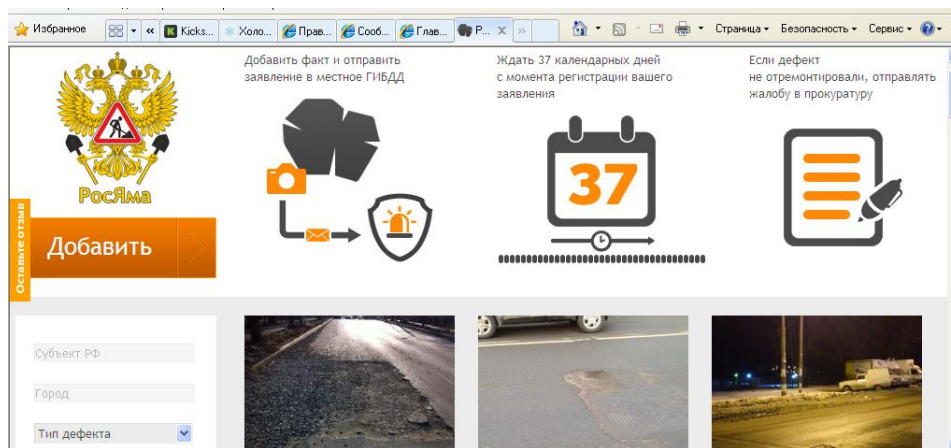 Избранное
«
Kicks...
Холо...
Прав...
Сооб...
Глав...
Р...
»
Страница
Безопасность
Сервис
РосЯма
Оставьте отзыв
Добавить
Добавить факт и отправить
заявление в местное ГИБДД
Ждать 37 календарных дней
с момента регистрации вашего
заявления
37
Если дефект
не отремонтировали, отправлять
жалобу в прокуратуру
Субъект РФ
Город
Тип дефекта